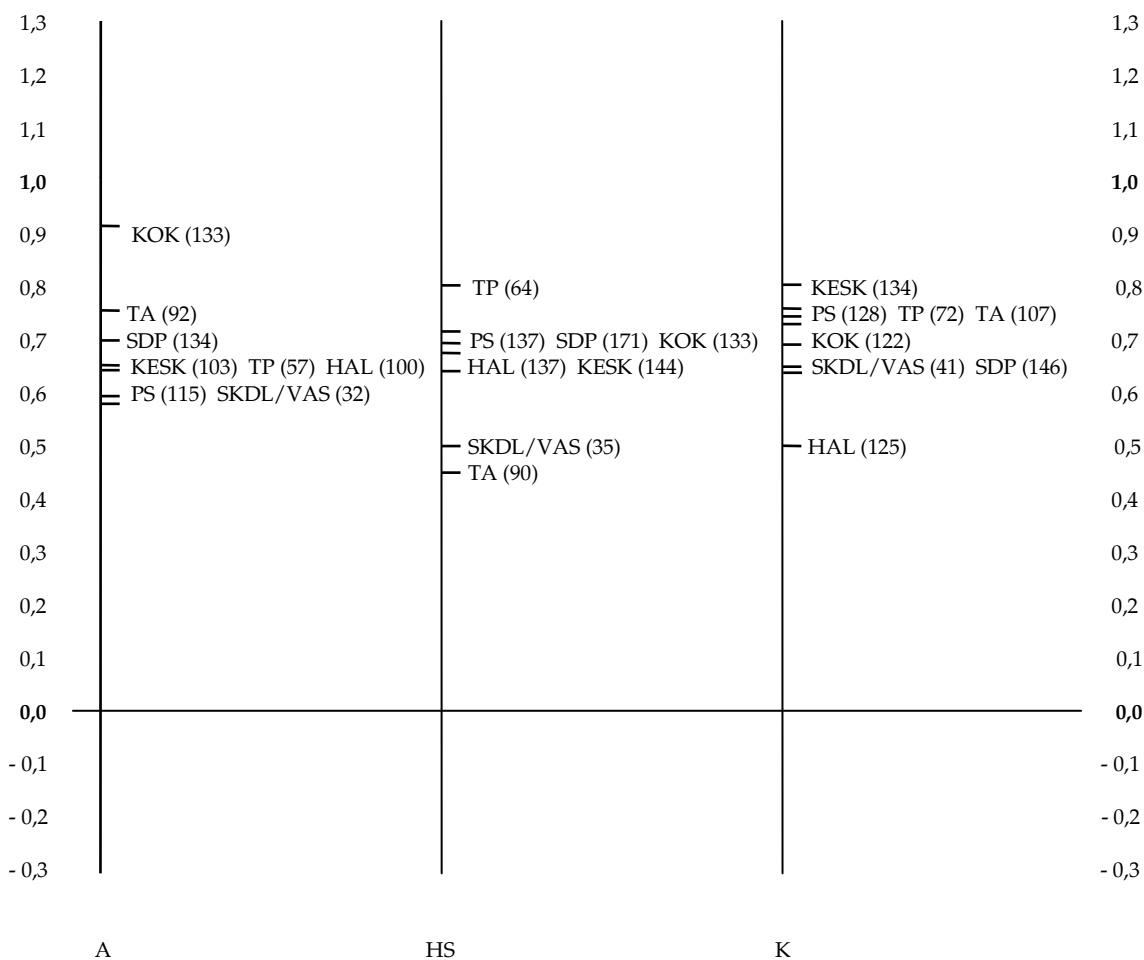 1,3 1,3
1,2 1,2
1,1 1,1
1,0 1,0
KOK (133)
0,9 0,9
0,8 TP (64) KESK (134) 0,8
TA (92) PS (128) TP (72) TA (107)
0,7 SDP (134) PS (137) SDP (171) KOK (133) KOK (122) 0,7
KESK (103) TP (57) HAL (100) HAL (137) KESK (144) SKDL/VAS (41) SDP (146)
0,6 PS (115) SKDL/VAS (32) 0,6
0,5 SKDL/VAS (35) HAL (125) 0,5
TA (90)
0,4 0,4
0,3 0,3
0,2 0,2
0,1 0,1
0,0 0,0
- 0,1 - 0,1
- 0,2 - 0,2
- 0,3 - 0,3
A HS K